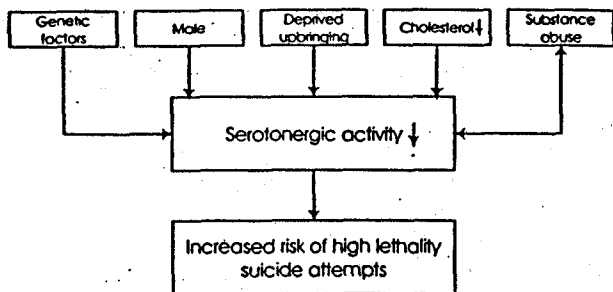 Genetic
factors
Male
Deprived
upbringing
Cholesterol↓
Substance
abuse
Serotonergic activity ↓
Increased risk of high lethality
suicide attempts